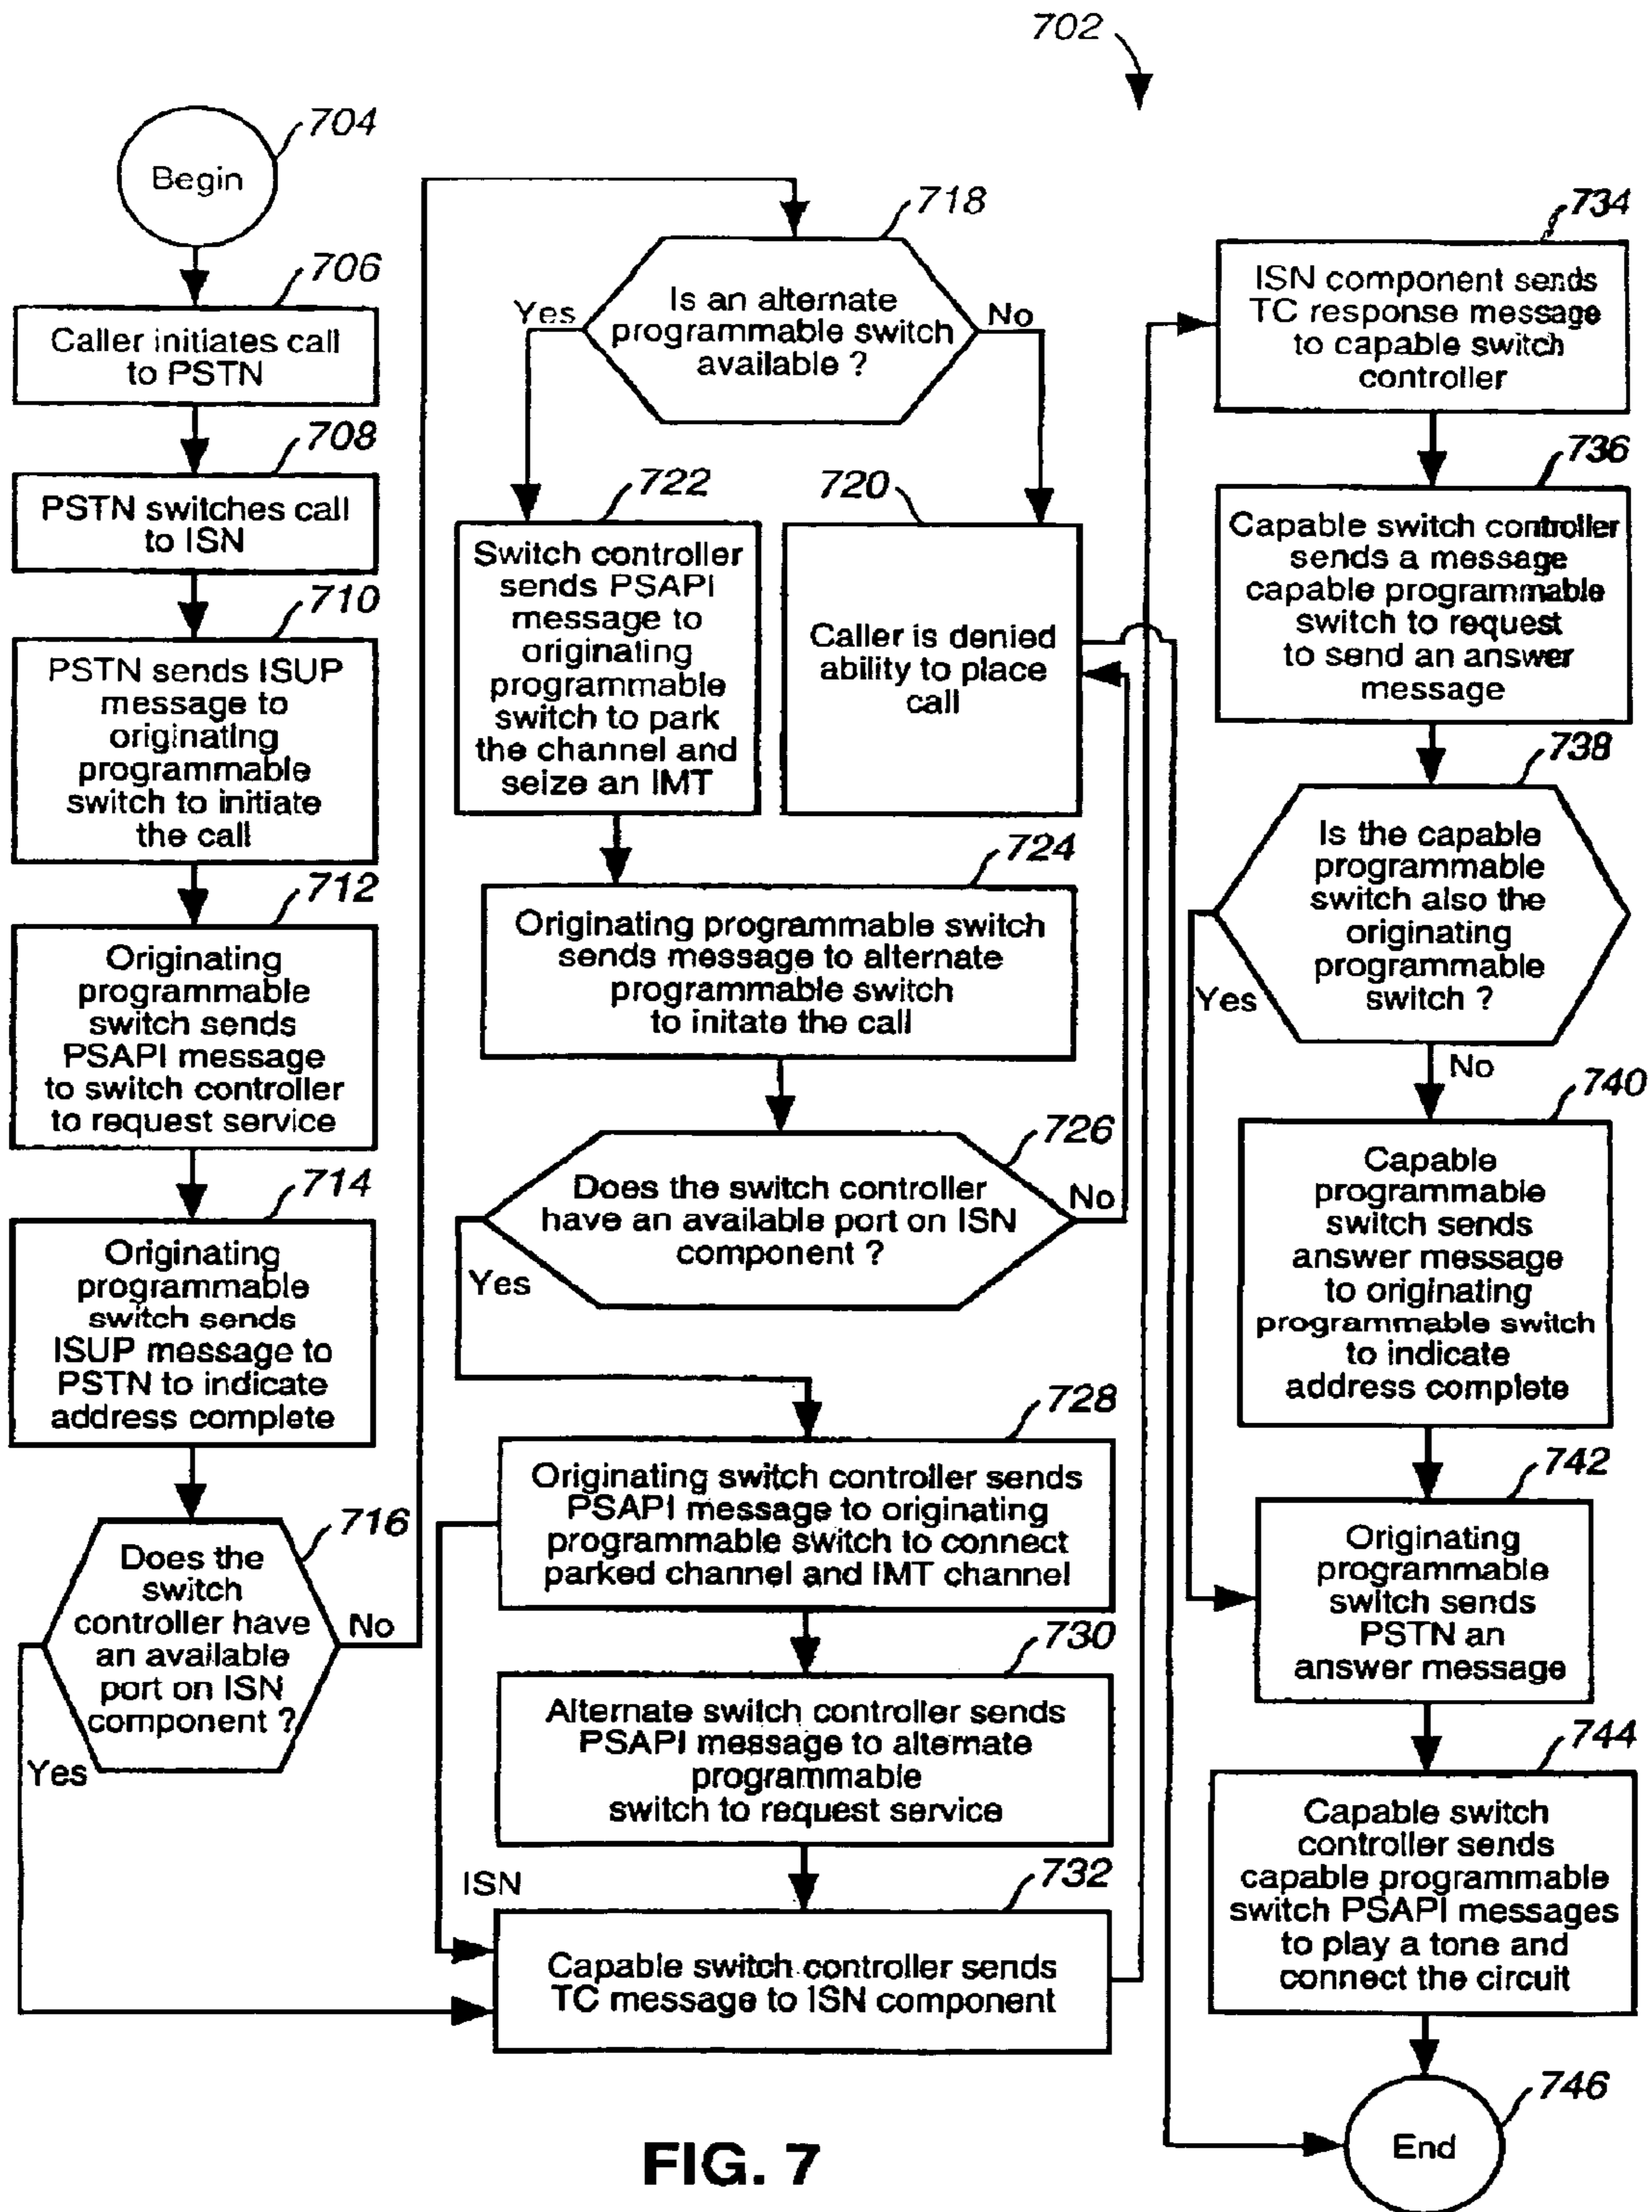 702
704
Begin
706
Caller initiates call
to PSTN
708
PSTN switches call
to ISN
710
PSTN sends ISUP
message to
originating
programmable
switch to initiate
the call
712
Originating
programmable
switch sends
PSAPI message
to switch controller
to request service
714
Originating
programmable
switch sends
ISUP message to
PSTN to indicate
address complete
716
Does the
switch
controller have
an available
port on ISN
component ?
No
Yes
718
Is an alternate
programmable switch
available ?
Yes
No
722
Switch controller
sends PSAPI
message to
originating
programmable
switch to park
the channel and
seize an IMT
720
Caller is denied
ability to place
call
724
Originating programmable switch
sends message to alternate
programmable switch
to initate the call
726
Does the switch controller
have an available port on ISN
component ?
No
Yes
728
Originating switch controller sends
PSAPI message to originating
programmable switch to connect
parked channel and IMT channel
730
Alternate switch controller sends
PSAPI message to alternate
programmable
switch to request service
ISN
732
Capable switch controller sends
TC message to ISN component
734
ISN component sends
TC response message
to capable switch
controller
736
Capable switch controller
sends a message
capable programmable
switch to request
to send an answer
message
738
Is the capable
programmable
switch also the
originating
programmable
switch ?
Yes
No
740
Capable
programmable
switch sends
answer message
to originating
programmable switch
to indicate
address complete
742
Originating
programmable
switch sends
PSTN an
answer message
744
Capable switch
controller sends
capable programmable
switch PSAPI messages
to play a tone and
connect the circuit
746
End
FIG. 7